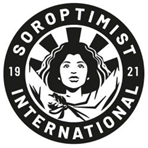 SOROPTIMIST
19 21
INTERNATIONAL